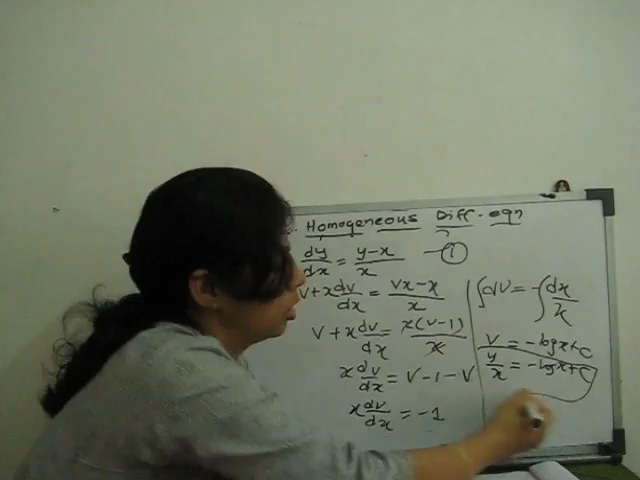 Homogeneous Diff. eqn
dy/dx = y-x/x — ①
v+x dv/dx = vx-x/x
v+x dv/dx = x(v-1)/x
x dv/dx = v-1-v
x dv/dx = -1
∫dv = -∫dx/x
v = -logx+c
y/x = -logx+c